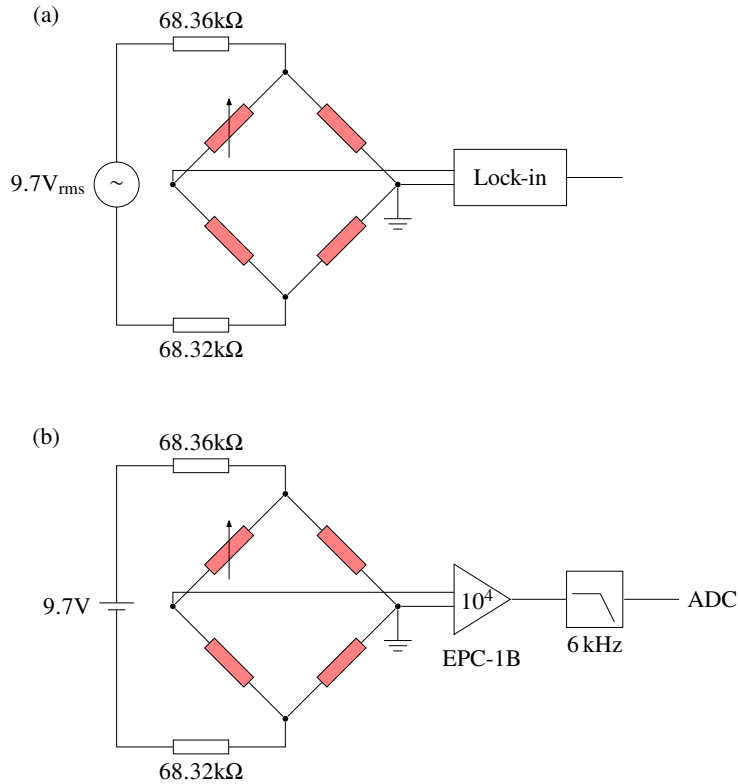 (a)
68.36kΩ
9.7V_rms
~
Lock-in
68.32kΩ
(b)
68.36kΩ
9.7V
10⁴
ADC
EPC-1B
6 kHz
68.32kΩ